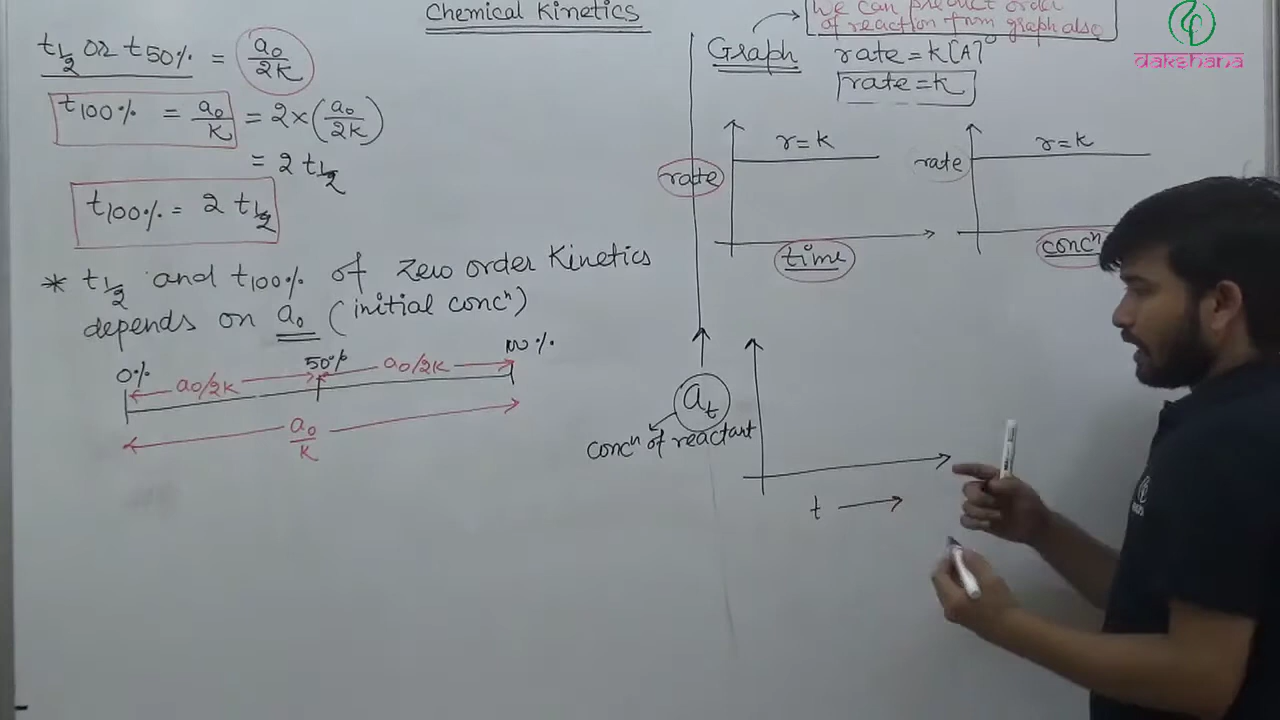 Chemical Kinetics
t½ or t50% = a0/2K
t100% = a0/K = 2×(a0/2K)
= 2 t½
t100% = 2 t½
* t½ and t100% of Zero order Kinetics
depends on a0 (initial concⁿ)
0% 50% 100%
a0/2K a0/2K
a0/K
We can predict order
of reaction from graph also
Graph
rate = K[A]⁰
rate = K
r = K
rate
time
r = K
rate
concⁿ
at
concⁿ of reactant
t
dakshana